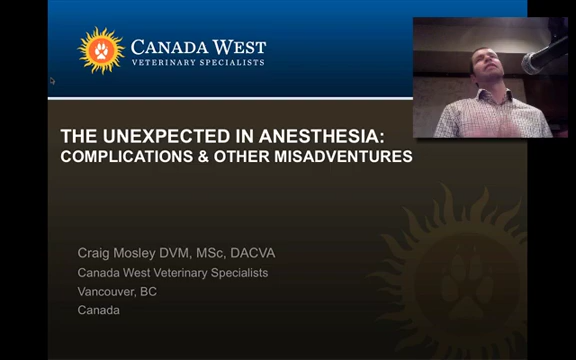 CANADA WEST
VETERINARY SPECIALISTS
THE UNEXPECTED IN ANESTHESIA:
COMPLICATIONS & OTHER MISADVENTURES
Craig Mosley DVM, MSc, DACVA
Canada West Veterinary Specialists
Vancouver, BC
Canada